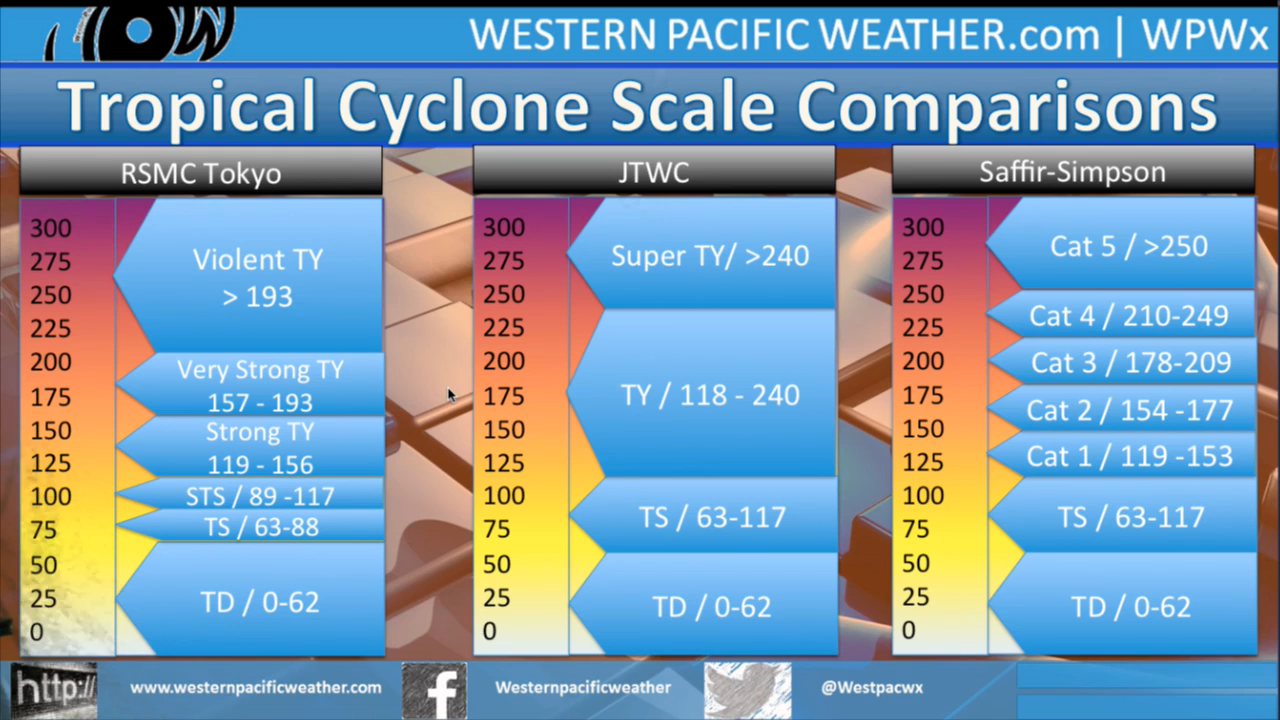 WESTERN PACIFIC WEATHER.com | WPWx
Tropical Cyclone Scale Comparisons
RSMC Tokyo
300
275
250
225
200
175
150
125
100
75
50
25
0
Violent TY
> 193
Very Strong TY
157 - 193
Strong TY
119 - 156
STS / 89 -117
TS / 63-88
TD / 0-62
JTWC
300
275
250
225
200
175
150
125
100
75
50
25
0
Super TY/ >240
TY / 118 - 240
TS / 63-117
TD / 0-62
Saffir-Simpson
300
275
250
225
200
175
150
125
100
75
50
25
0
Cat 5 / >250
Cat 4 / 210-249
Cat 3 / 178-209
Cat 2 / 154 -177
Cat 1 / 119 -153
TS / 63-117
TD / 0-62
http://
www.westernpacificweather.com
f
Westernpacificweather
@Westpacwx